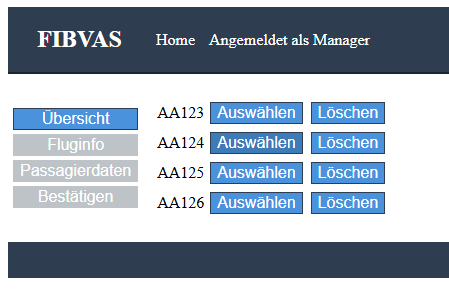 FIBVAS Home Angemeldet als Manager
Übersicht
Fluginfo
Passagierdaten
Bestätigen
AA123 Auswählen Löschen
AA124 Auswählen Löschen
AA125 Auswählen Löschen
AA126 Auswählen Löschen